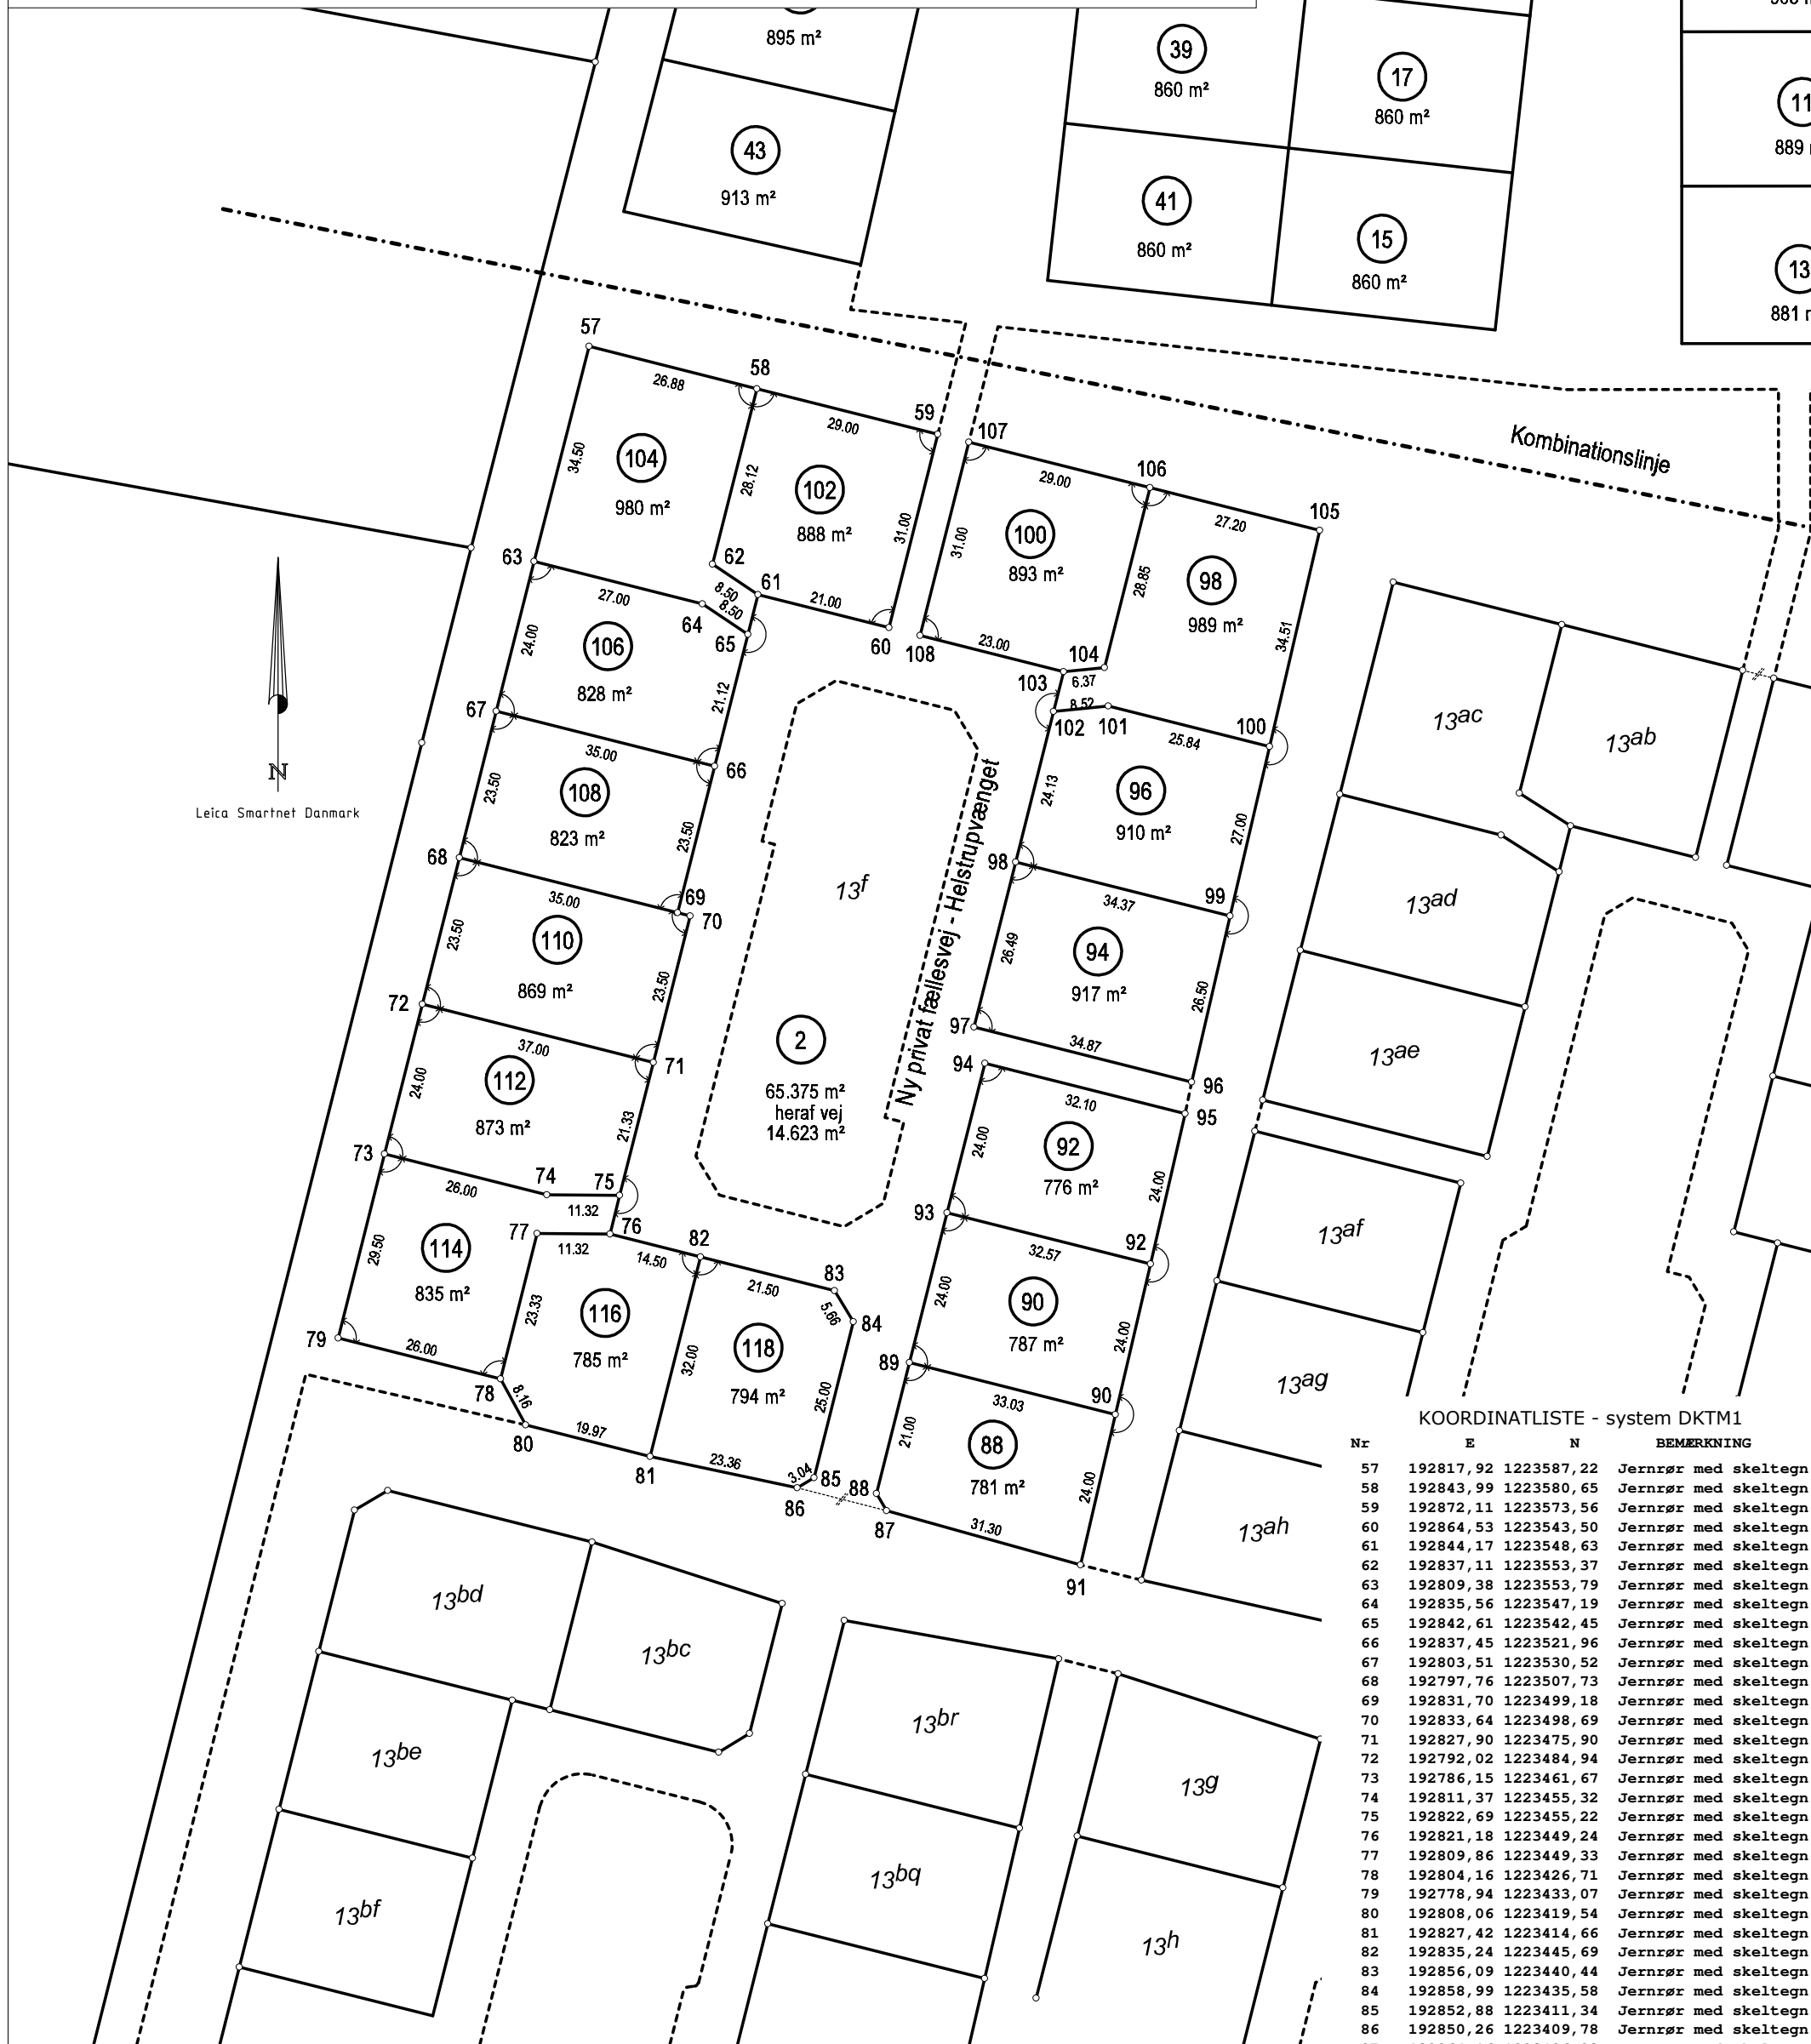 895 m²
39
860 m²
17
860 m²
11
889
43
913 m²
41
860 m²
15
860 m²
13
881
57
26.88
58
29.00
59
107
29.00
106
27.20
105
Kombinationslinje
34.50
104
980 m²
28.12
102
888 m²
31.00
31.00
100
893 m²
28.85
98
989 m²
34.51
63
27.00
64
62
8.50
8.50
61
65
21.00
60
108
23.00
103
104
6.37
8.52
102
101
25.84
100
24.00
106
828 m²
21.12
67
35.00
66
N
Leica Smartnet Danmark
23.50
108
823 m²
23.50
24.13
96
910 m²
27.00
68
35.00
69
70
98
34.37
99
13f
Ny privat fællesvej - Helstrupvænget
23.50
110
869 m²
23.50
26.49
94
917 m²
26.50
72
37.00
71
97
34.87
96
2
65.375 m²
heraf vej
14.623 m²
24.00
112
873 m²
21.33
94
32.10
95
24.00
92
776 m²
24.00
73
26.00
74
75
11.32
77
11.32
76
14.50
82
21.50
83
5.66
84
93
32.57
92
29.50
114
835 m²
23.33
116
785 m²
32.00
118
794 m²
25.00
24.00
90
787 m²
24.00
79
26.00
78
8.16
80
19.97
81
23.36
3.04
85
86
88
87
89
33.03
90
21.00
88
781 m²
24.00
31.30
91
13ac
13ab
13ad
13ae
13af
13ag
13ah
13bd
13bc
13be
13bf
13br
13bq
13g
13h
KOORDINATLISTE - system DKTM1
Nr E N BEMÆRKNING
57 192817,92 1223587,22 Jernrør med skeltegn
58 192843,99 1223580,65 Jernrør med skeltegn
59 192872,11 1223573,56 Jernrør med skeltegn
60 192864,53 1223543,50 Jernrør med skeltegn
61 192844,17 1223548,63 Jernrør med skeltegn
62 192837,11 1223553,37 Jernrør med skeltegn
63 192809,38 1223553,79 Jernrør med skeltegn
64 192835,56 1223547,19 Jernrør med skeltegn
65 192842,61 1223542,45 Jernrør med skeltegn
66 192837,45 1223521,96 Jernrør med skeltegn
67 192803,51 1223530,52 Jernrør med skeltegn
68 192797,76 1223507,73 Jernrør med skeltegn
69 192831,70 1223499,18 Jernrør med skeltegn
70 192833,64 1223498,69 Jernrør med skeltegn
71 192827,90 1223475,90 Jernrør med skeltegn
72 192792,02 1223484,94 Jernrør med skeltegn
73 192786,15 1223461,67 Jernrør med skeltegn
74 192811,37 1223455,32 Jernrør med skeltegn
75 192822,69 1223455,22 Jernrør med skeltegn
76 192821,18 1223449,24 Jernrør med skeltegn
77 192809,86 1223449,33 Jernrør med skeltegn
78 192804,16 1223426,71 Jernrør med skeltegn
79 192778,94 1223433,07 Jernrør med skeltegn
80 192808,06 1223419,54 Jernrør med skeltegn
81 192827,42 1223414,66 Jernrør med skeltegn
82 192835,24 1223445,69 Jernrør med skeltegn
83 192856,09 1223440,44 Jernrør med skeltegn
84 192858,99 1223435,58 Jernrør med skeltegn
85 192852,88 1223411,34 Jernrør med skeltegn
86 192850,26 1223409,78 Jernrør med skeltegn